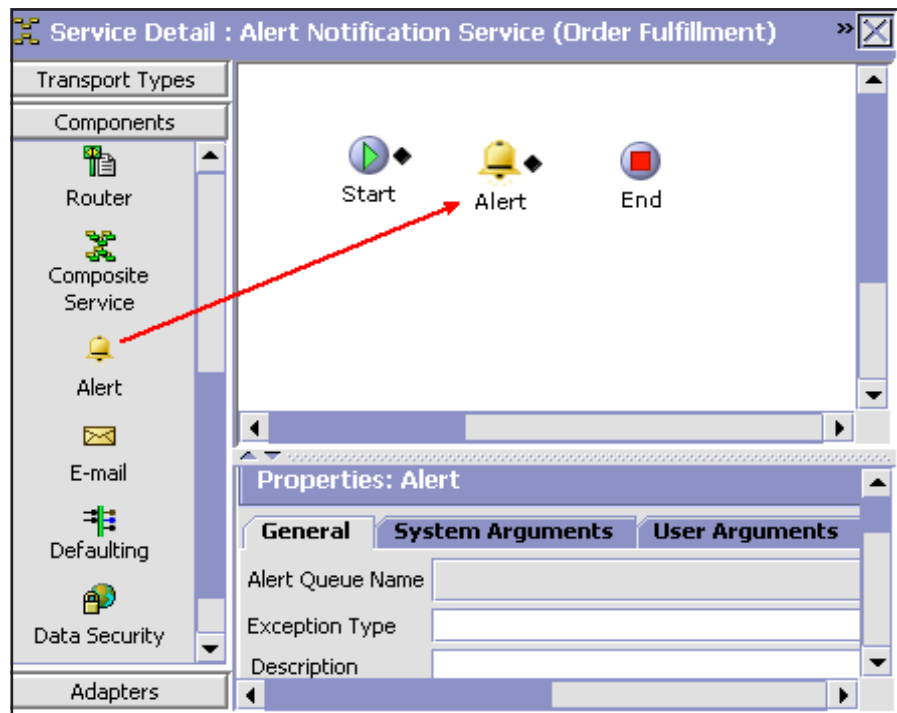 Service Detail : Alert Notification Service (Order Fulfillment) »
Transport Types
Components
Router
Composite
Service
Alert
E-mail
Defaulting
Data Security
Adapters
Start
Alert
End
Properties: Alert
General System Arguments User Arguments
Alert Queue Name
Exception Type
Description